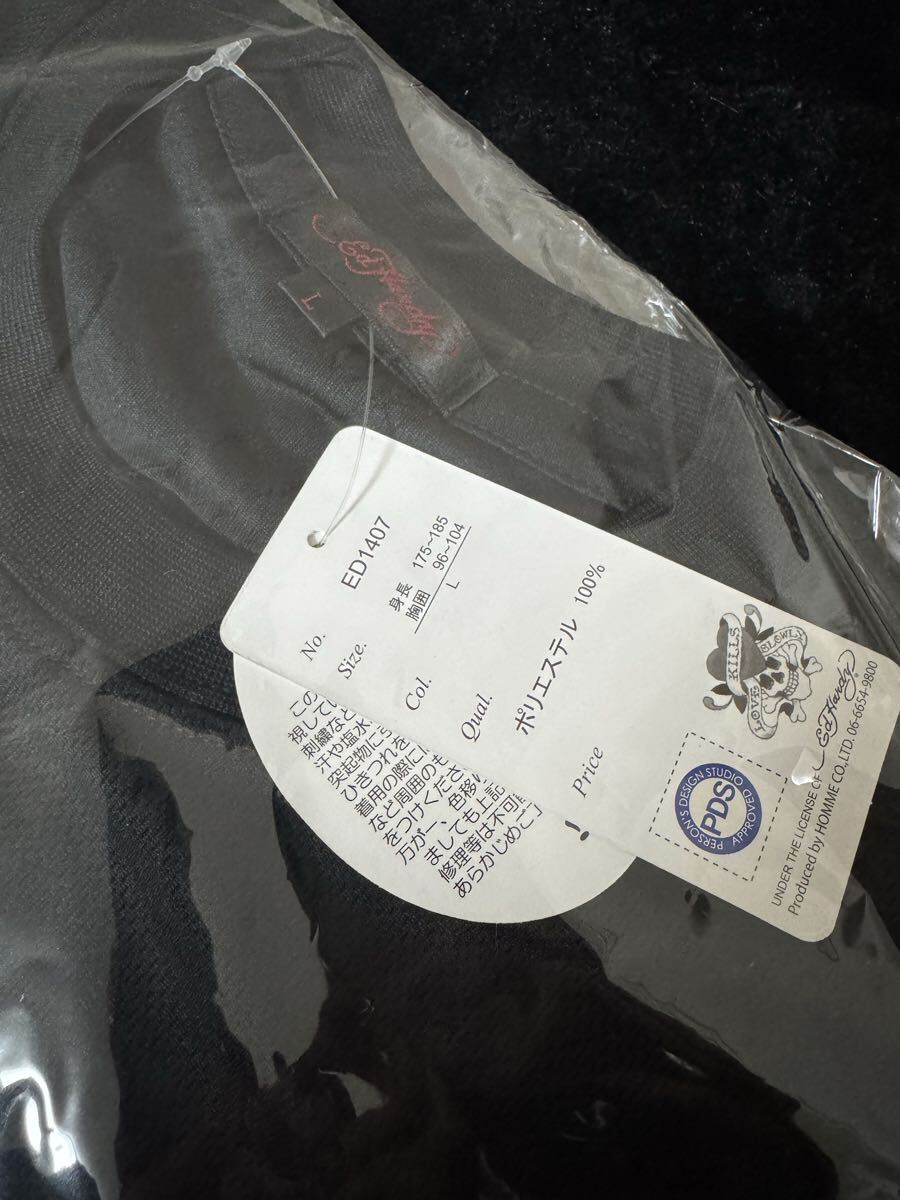 Ed Hardy
L
No. ED1407
Size. 身長 175~185
胸囲 96~104
L
Col.
Qual.
ポリエステル 100%
Price
LOVE KILLS SLOWLY
Ed Hardy®
PERSON'S DESIGN STUDIO
PDS
APPROVED
UNDER THE LICENSE OF
Produced by HOMME CO.,LTD. 06-6654-9800
この
視して
刺繍など
汗や塩水
突起物に
ひきつれを
着用の際に
など周囲のも
をつけくださ
万が一、色移
ましても上記
修理等は不可
あらかじめご